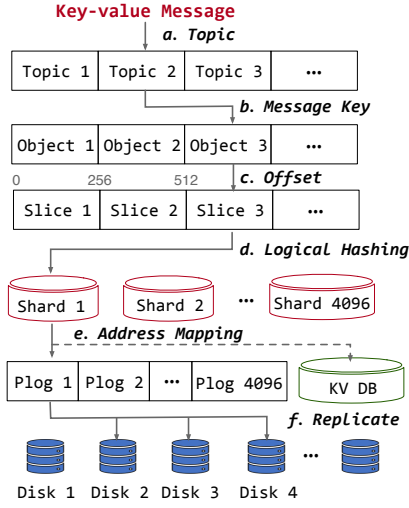 Key-value Message
a. Topic
Topic 1 Topic 2 Topic 3 ...
b. Message Key
Object 1 Object 2 Object 3 ...
0 256 512 c. Offset
Slice 1 Slice 2 Slice 3 ...
d. Logical Hashing
Shard 1 Shard 2 ... Shard 4096
e. Address Mapping
Plog 1 Plog 2 ... Plog 4096 KV DB
f. Replicate
...
Disk 1 Disk 2 Disk 3 Disk 4